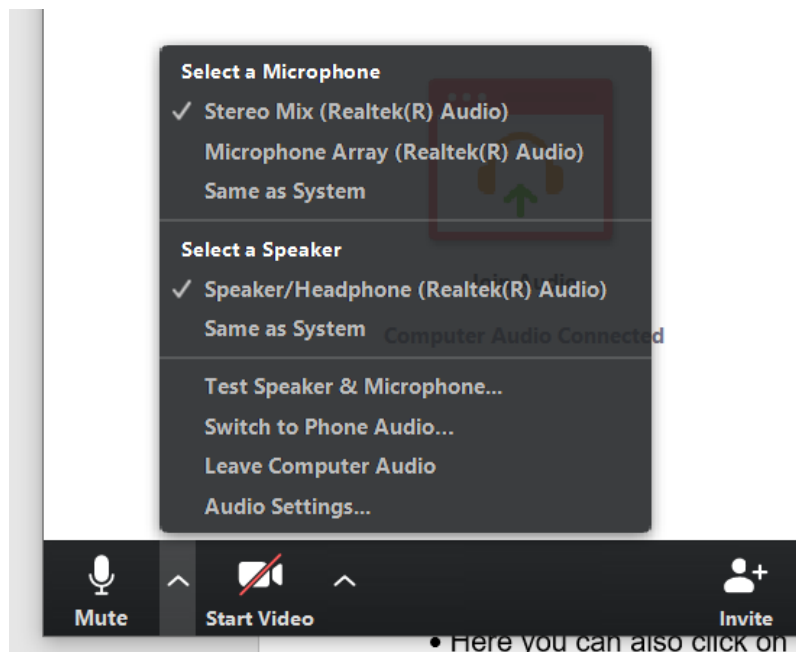 Select a Microphone
Stereo Mix (Realtek(R) Audio)
Microphone Array (Realtek(R) Audio)
Same as System
Select a Speaker
Join Audio
Speaker/Headphone (Realtek(R) Audio)
Same as System
Computer Audio Connected
Test Speaker & Microphone...
Switch to Phone Audio...
Leave Computer Audio
Audio Settings...
Mute
Start Video
Invite
• Here you can also click on